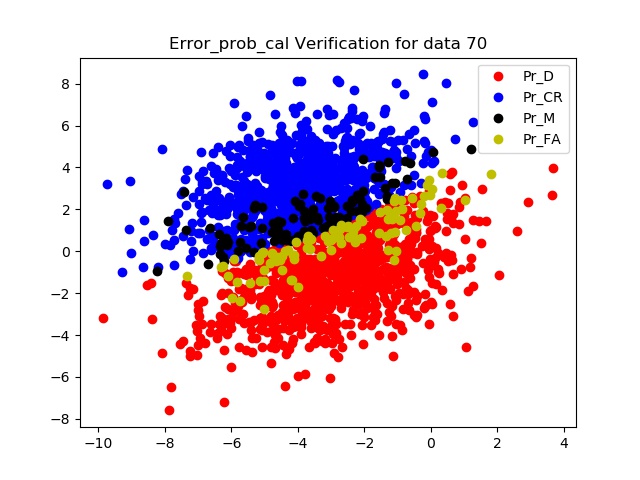 Error_prob_cal Verification for data 70
Pr_D
Pr_CR
Pr_M
Pr_FA
8
6
4
2
0
−2
−4
−6
−8
−10 −8 −6 −4 −2 0 2 4